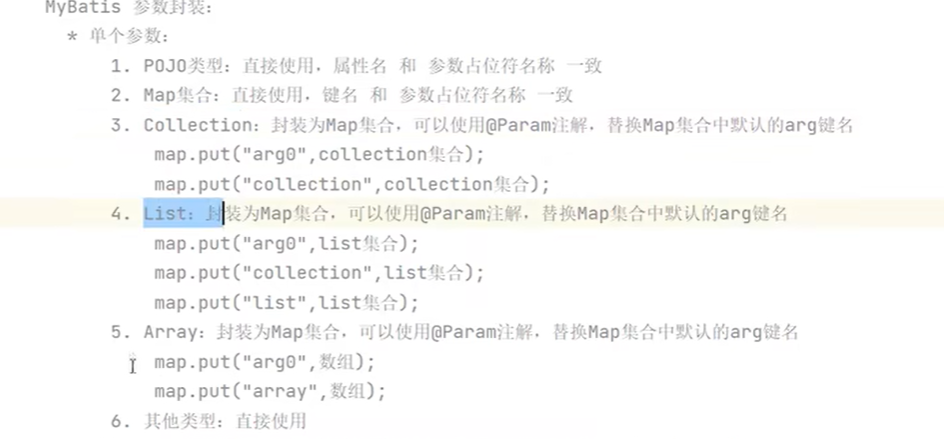 MyBatis 参数封装:
* 单个参数:
1. POJO类型: 直接使用, 属性名 和 参数占位符名称 一致
2. Map集合: 直接使用, 键名 和 参数占位符名称 一致
3. Collection: 封装为Map集合, 可以使用@Param注解, 替换Map集合中默认的arg键名
map.put("arg0",collection集合);
map.put("collection",collection集合);
4. List: 封装为Map集合, 可以使用@Param注解, 替换Map集合中默认的arg键名
map.put("arg0",list集合);
map.put("collection",list集合);
map.put("list",list集合);
5. Array: 封装为Map集合, 可以使用@Param注解, 替换Map集合中默认的arg键名
map.put("arg0",数组);
map.put("array",数组);
6. 其他类型: 直接使用